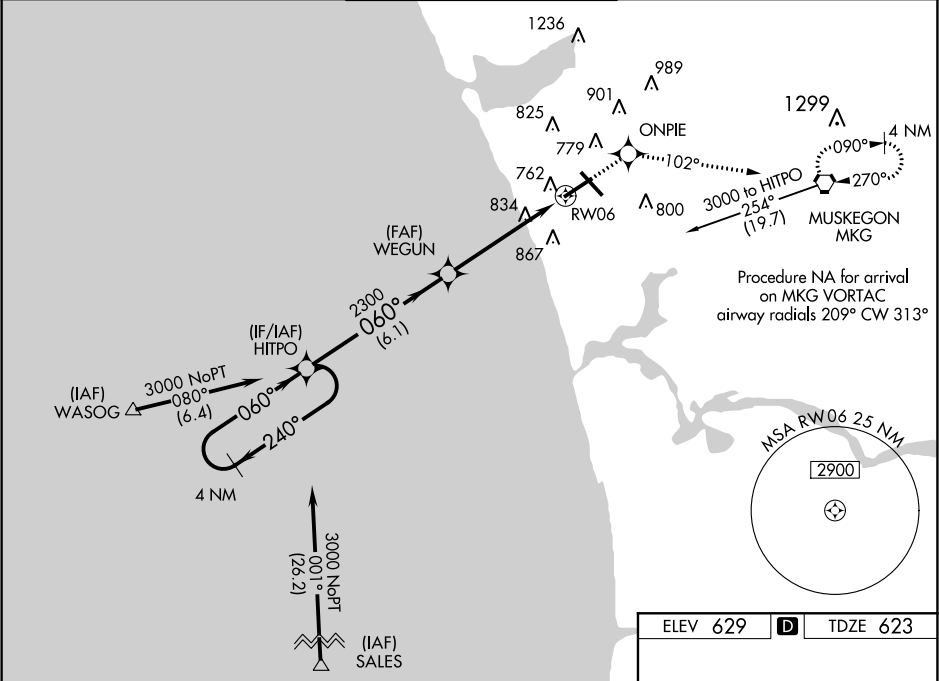 1236
989
901
825
1299
ONPIE
4 NM
779
090°
102°
762
270°
3000 to HITPO
254°
(19.7)
834
RW06
800
MUSKEGON
MKG
867
(FAF)
WEGUN
Procedure NA for arrival
on MKG VORTAC
airway radials 209° CW 313°
2300
060°
(6.1)
(IF/IAF)
HITPO
(IAF)
WASOG
3000 NoPT
080°
(6.4)
060°
240°
4 NM
MSA RW06 25 NM
2900
3000 NoPT
001°
(26.2)
(IAF)
SALES
ELEV 629 D TDZE 623